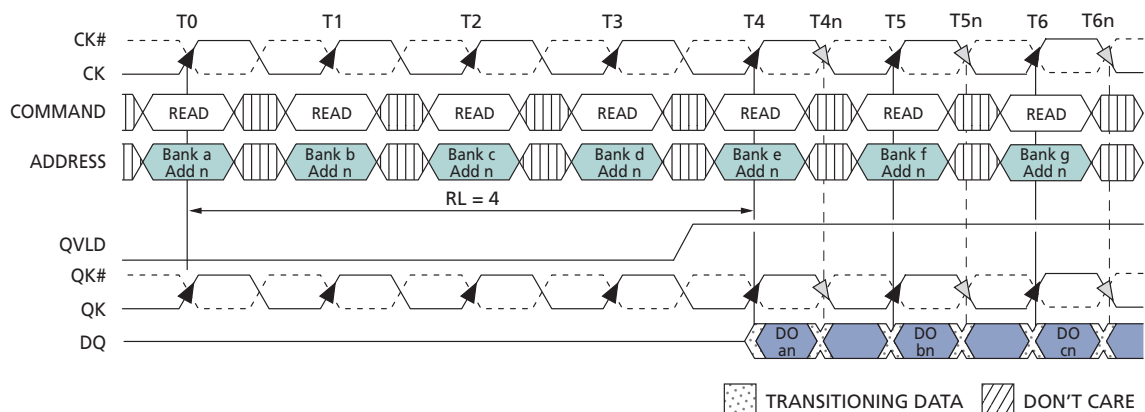 T0 T1 T2 T3 T4 T4n T5 T5n T6 T6n
CK#
CK
COMMAND READ READ READ READ READ READ READ
ADDRESS Bank a Bank b Bank c Bank d Bank e Bank f Bank g
Add n Add n Add n Add n Add n Add n Add n
RL = 4
QVLD
QK#
QK
DQ DO DO DO
an bn cn
TRANSITIONING DATA DON'T CARE